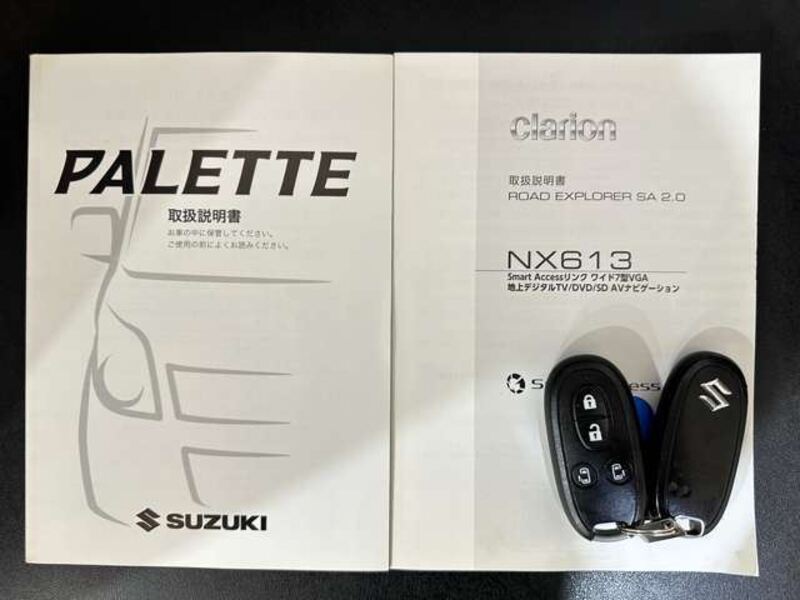 PALETTE
取扱説明書
お車の中に保管してください。
ご使用の前によくお読みください。
SUZUKI
clarion
取扱説明書
ROAD EXPLORER SA 2.0
NX613
Smart Accessリンク ワイド7型VGA
地上デジタルTV/DVD/SD AVナビゲーション